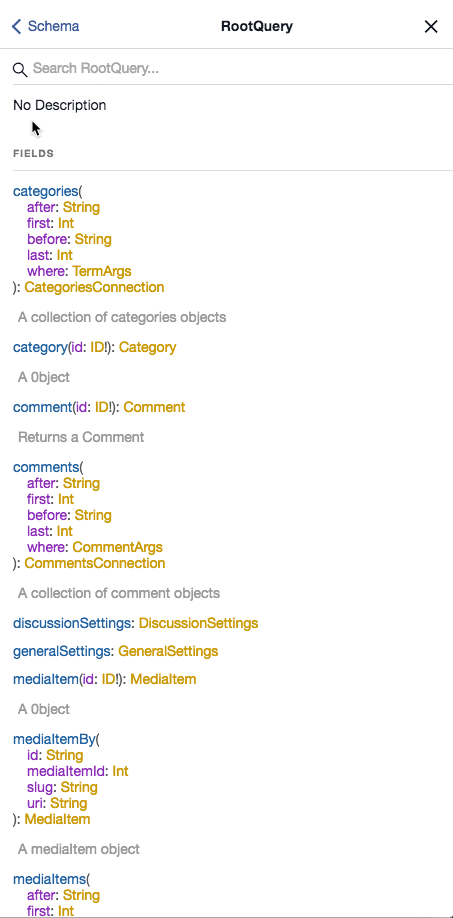 Schema
RootQuery
Search RootQuery...
No Description
FIELDS
categories(
after: String
first: Int
before: String
last: Int
where: TermArgs
): CategoriesConnection
A collection of categories objects
category(id: ID!): Category
A 0bject
comment(id: ID!): Comment
Returns a Comment
comments(
after: String
first: Int
before: String
last: Int
where: CommentArgs
): CommentsConnection
A collection of comment objects
discussionSettings: DiscussionSettings
generalSettings: GeneralSettings
mediaItem(id: ID!): MediaItem
A 0bject
mediaItemBy(
id: String
mediaItemId: Int
slug: String
uri: String
): MediaItem
A mediaItem object
mediaItems(
after: String
first: Int